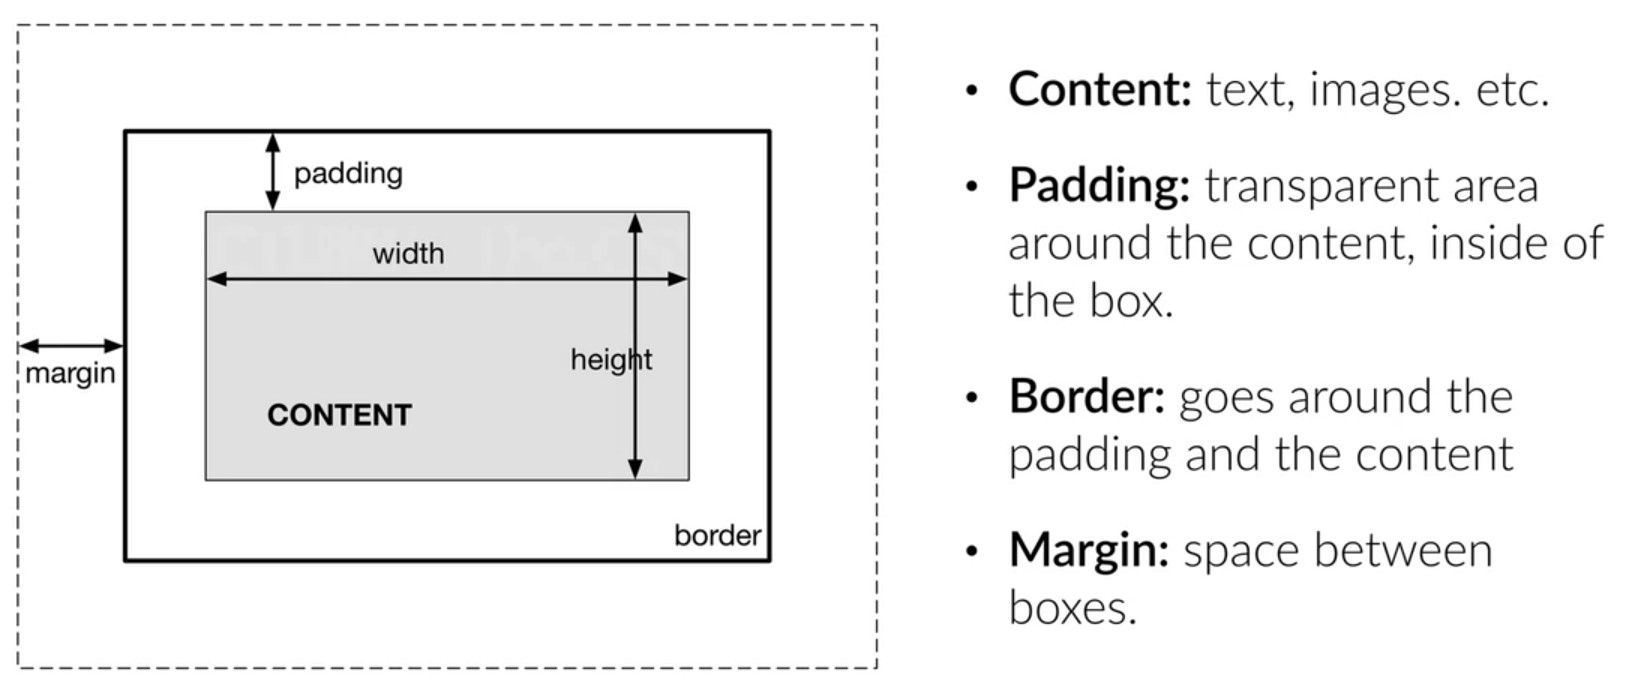 padding
width
height
margin
CONTENT
border
• Content: text, images. etc.
• Padding: transparent area
around the content, inside of
the box.
• Border: goes around the
padding and the content
• Margin: space between
boxes.